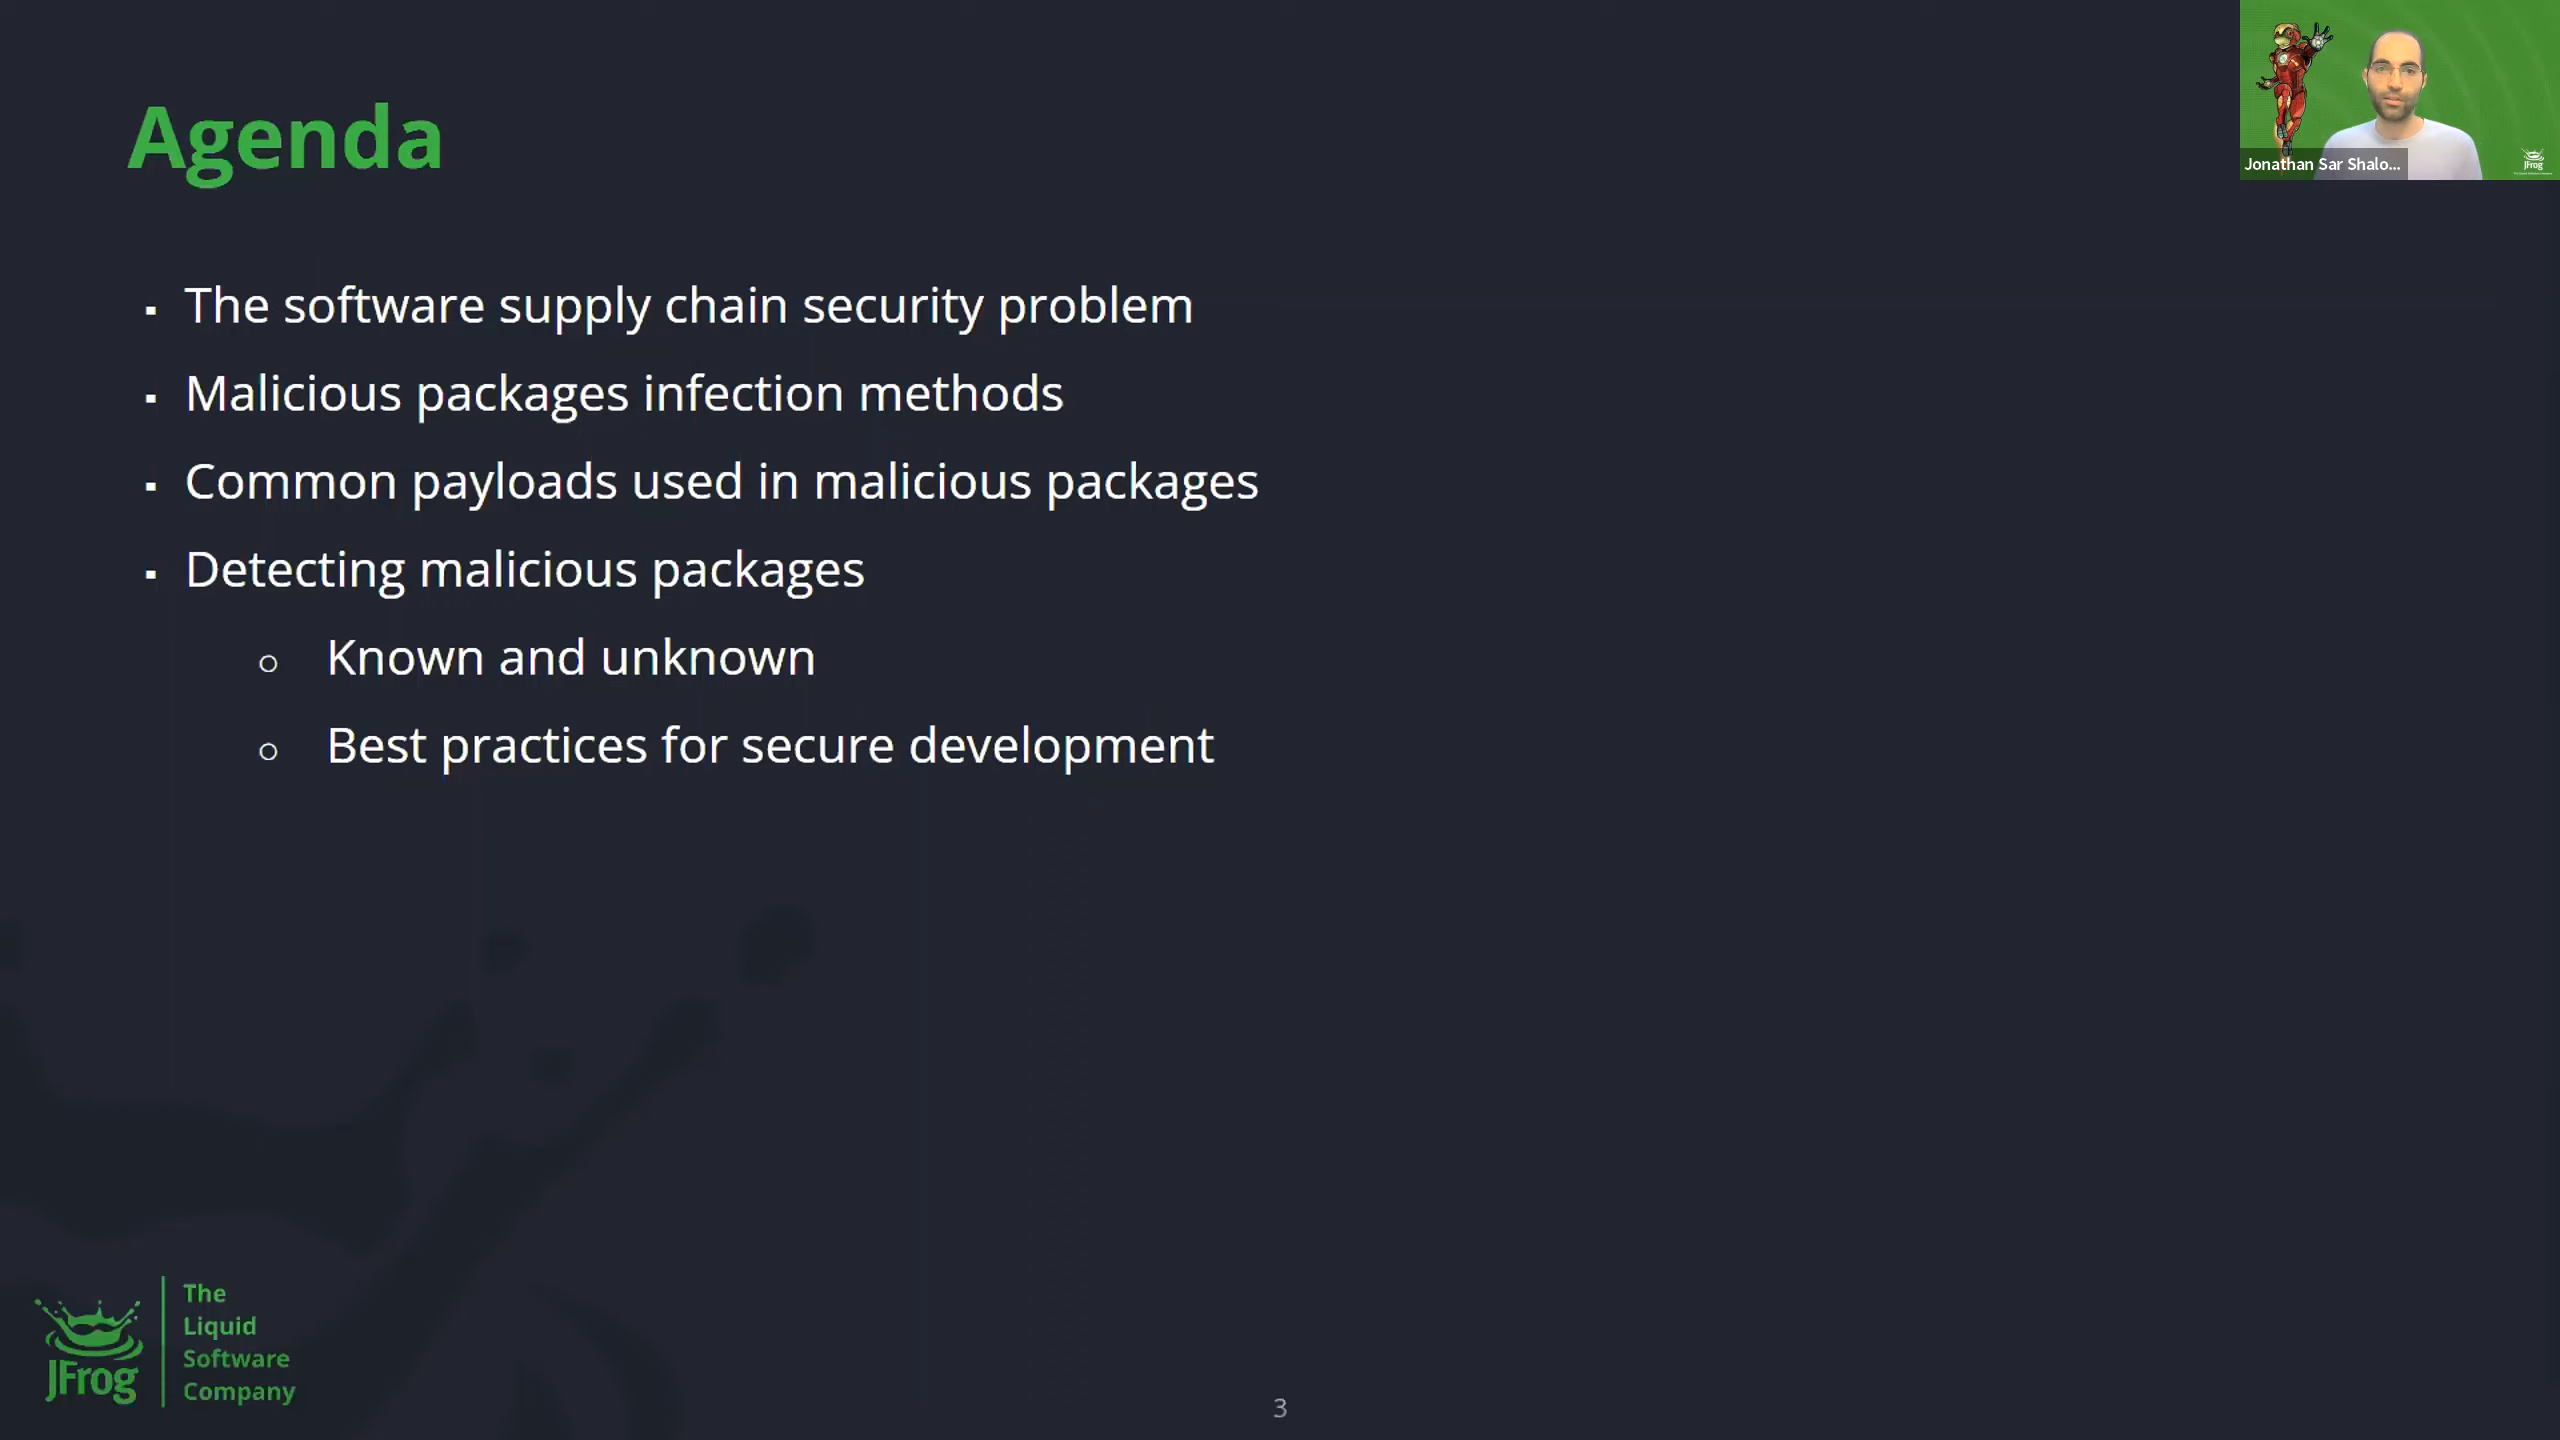 Agenda
Jonathan Sar Shalo...
JFrog
▪ The software supply chain security problem
▪ Malicious packages infection methods
▪ Common payloads used in malicious packages
▪ Detecting malicious packages
○ Known and unknown
○ Best practices for secure development
JFrog
The
Liquid
Software
Company
3